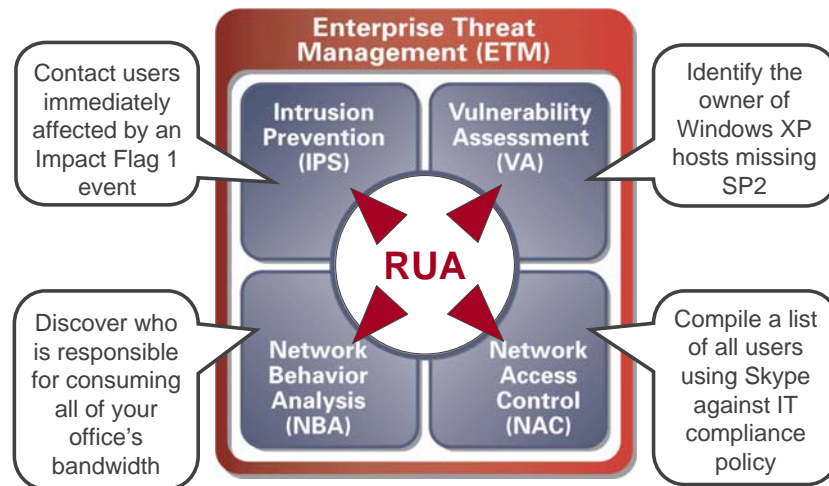 Enterprise Threat
Management (ETM)
Contact users
immediately
affected by an
Impact Flag 1
event
Intrusion
Prevention
(IPS)
Vulnerability
Assessment
(VA)
Identify the
owner of
Windows XP
hosts missing
SP2
RUA
Discover who
is responsible
for consuming
all of your
office's
bandwidth
Network
Behavior
Analysis
(NBA)
Network
Access
Control
(NAC)
Compile a list
of all users
using Skype
against IT
compliance
policy